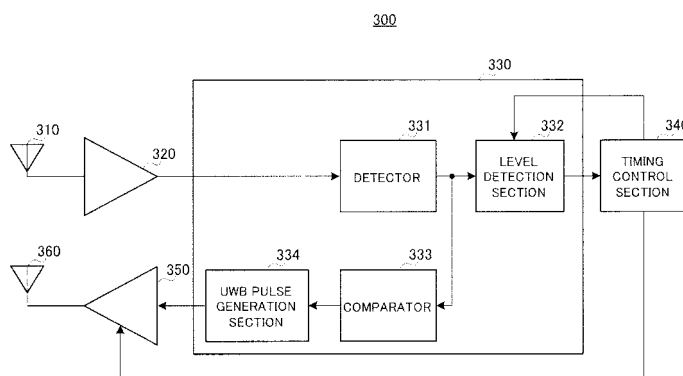 300
330
310
320
331
332
340
DETECTOR
LEVEL
DETECTION
SECTION
TIMING
CONTROL
SECTION
360
350
334
333
UWB PULSE
GENERATION
SECTION
COMPARATOR